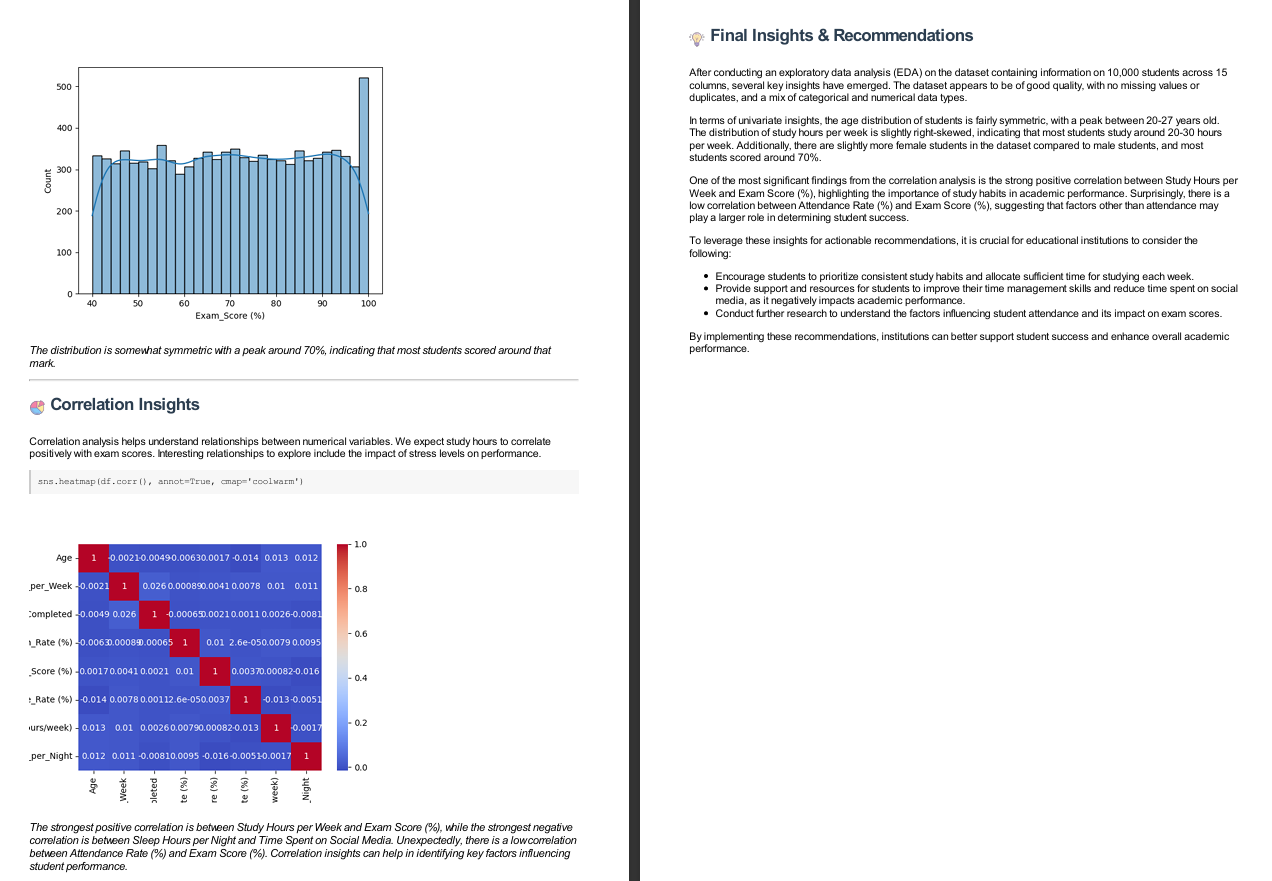 500
400
300
200
100
0
Count
40 50 60 70 80 90 100
Exam_Score (%)
The distribution is somewhat symmetric with a peak around 70%, indicating that most students scored around that
mark.
Correlation Insights
Correlation analysis helps understand relationships between numerical variables. We expect study hours to correlate
positively with exam scores. Interesting relationships to explore include the impact of stress levels on performance.
sns.heatmap(df.corr(), annot=True, cmap='coolwarm')
Age 1 -0.0021 -0.0049 -0.0063 0.0017 -0.014 0.013 0.012
per_Week -0.0021 1 0.026 0.00089 0.0041 0.0078 0.01 0.011
Completed -0.0049 0.026 1 -0.00065 0.0021 0.0011 0.0026 -0.0081
_Rate (%) -0.0063 0.00089 -0.00065 1 0.01 2.6e-05 0.0079 0.0095
_Score (%) 0.0017 0.0041 0.0021 0.01 1 0.0037 0.00082 -0.016
e_Rate (%) -0.014 0.0078 0.0011 2.6e-05 0.0037 1 -0.013 -0.0051
urs/week) 0.013 0.01 0.0026 0.0079 0.00082 -0.013 1 -0.0017
per_Night 0.012 0.011 -0.0081 0.0095 -0.016 -0.0051 -0.0017 1
Age _Week pleted te (%) re (%) te (%) week) _Night
1.0
0.8
0.6
0.4
0.2
0.0
The strongest positive correlation is between Study Hours per Week and Exam Score (%), while the strongest negative
correlation is between Sleep Hours per Night and Time Spent on Social Media. Unexpectedly, there is a low correlation
between Attendance Rate (%) and Exam Score (%). Correlation insights can help in identifying key factors influencing
student performance.
Final Insights & Recommendations
After conducting an exploratory data analysis (EDA) on the dataset containing information on 10,000 students across 15
columns, several key insights have emerged. The dataset appears to be of good quality, with no missing values or
duplicates, and a mix of categorical and numerical data types.
In terms of univariate insights, the age distribution of students is fairly symmetric, with a peak between 20-27 years old.
The distribution of study hours per week is slightly right-skewed, indicating that most students study around 20-30 hours
per week. Additionally, there are slightly more female students in the dataset compared to male students, and most
students scored around 70%.
One of the most significant findings from the correlation analysis is the strong positive correlation between Study Hours per
Week and Exam Score (%), highlighting the importance of study habits in academic performance. Surprisingly, there is a
low correlation between Attendance Rate (%) and Exam Score (%), suggesting that factors other than attendance may
play a larger role in determining student success.
To leverage these insights for actionable recommendations, it is crucial for educational institutions to consider the
following:
• Encourage students to prioritize consistent study habits and allocate sufficient time for studying each week.
• Provide support and resources for students to improve their time management skills and reduce time spent on social
media, as it negatively impacts academic performance.
• Conduct further research to understand the factors influencing student attendance and its impact on exam scores.
By implementing these recommendations, institutions can better support student success and enhance overall academic
performance.